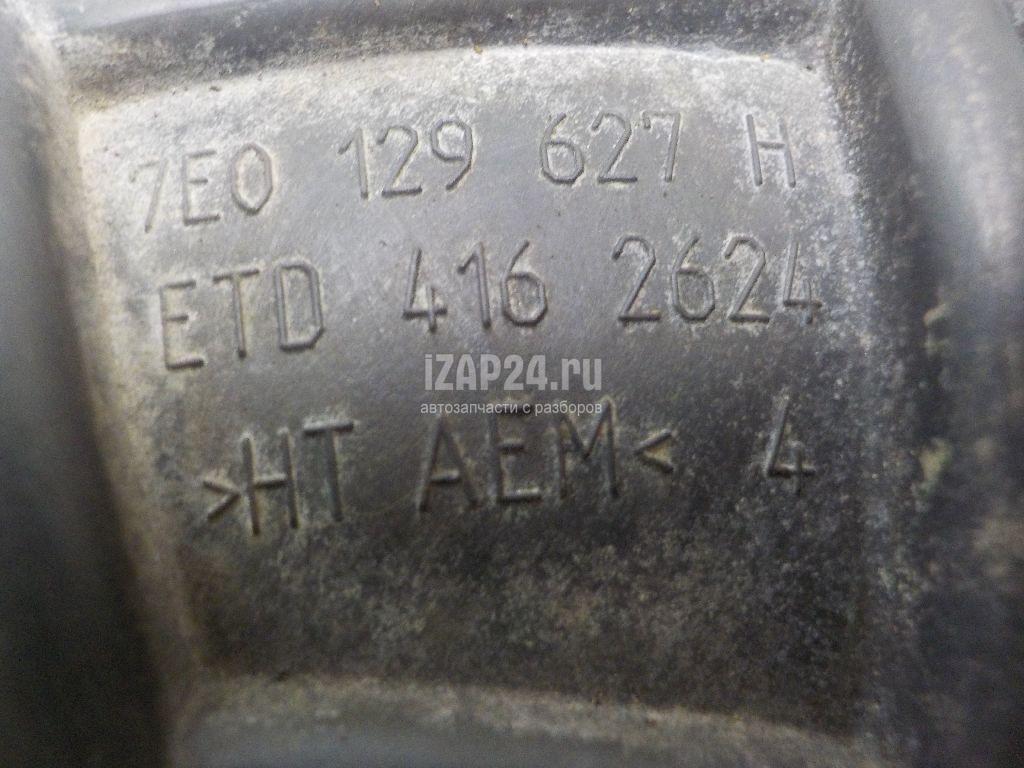 7E0 129 627 H
ETD 416 2624
iZAP24.ru
автозапчасти с разборов
>HT AEM< 4